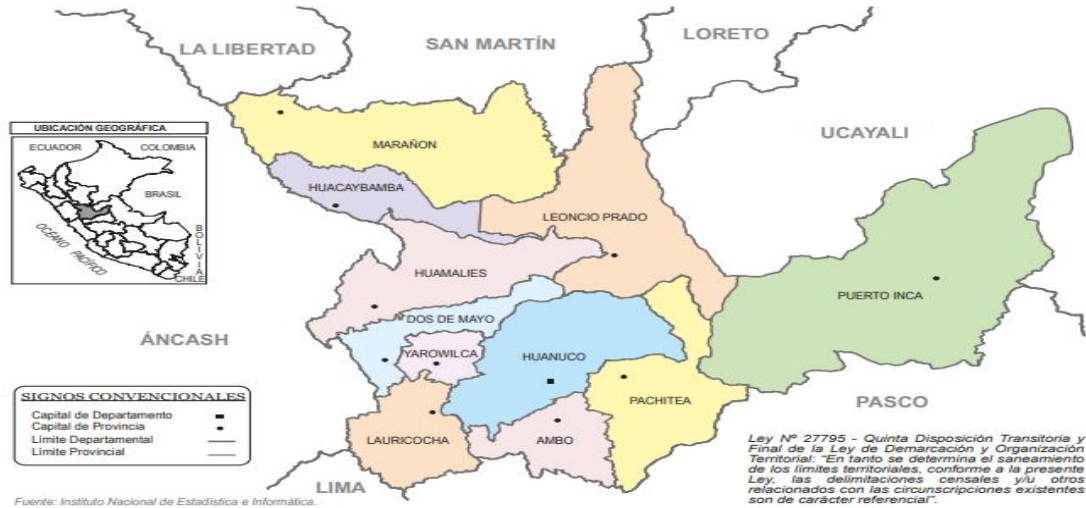 LA LIBERTAD
SAN MARTÍN
LORETO
UCAYALI
MARAÑON
HUACAYBAMBA
LEONCIO PRADO
HUAMALIES
PUERTO INCA
DOS DE MAYO
ÁNCASH
YAROWILCA
HUANUCO
PACHITEA
PASCO
LAURICOCHA
AMBO
LIMA
UBICACIÓN GEOGRÁFICA
ECUADOR
COLOMBIA
BRASIL
OCÉANO PACÍFICO
BOLIVIA
CHILE
SIGNOS CONVENCIONALES
Capital de Departamento
Capital de Provincia
Límite Departamental
Límite Provincial
Ley Nº 27795 - Quinta Disposición Transitoria y
Final de la Ley de Demarcación y Organización
Territorial: "En tanto se determina el saneamiento
de los límites territoriales, conforme a la presente
Ley, las delimitaciones censales y/u otros
relacionados con las circunscripciones existentes
son de carácter referencial".
Fuente: Instituto Nacional de Estadística e Informática.